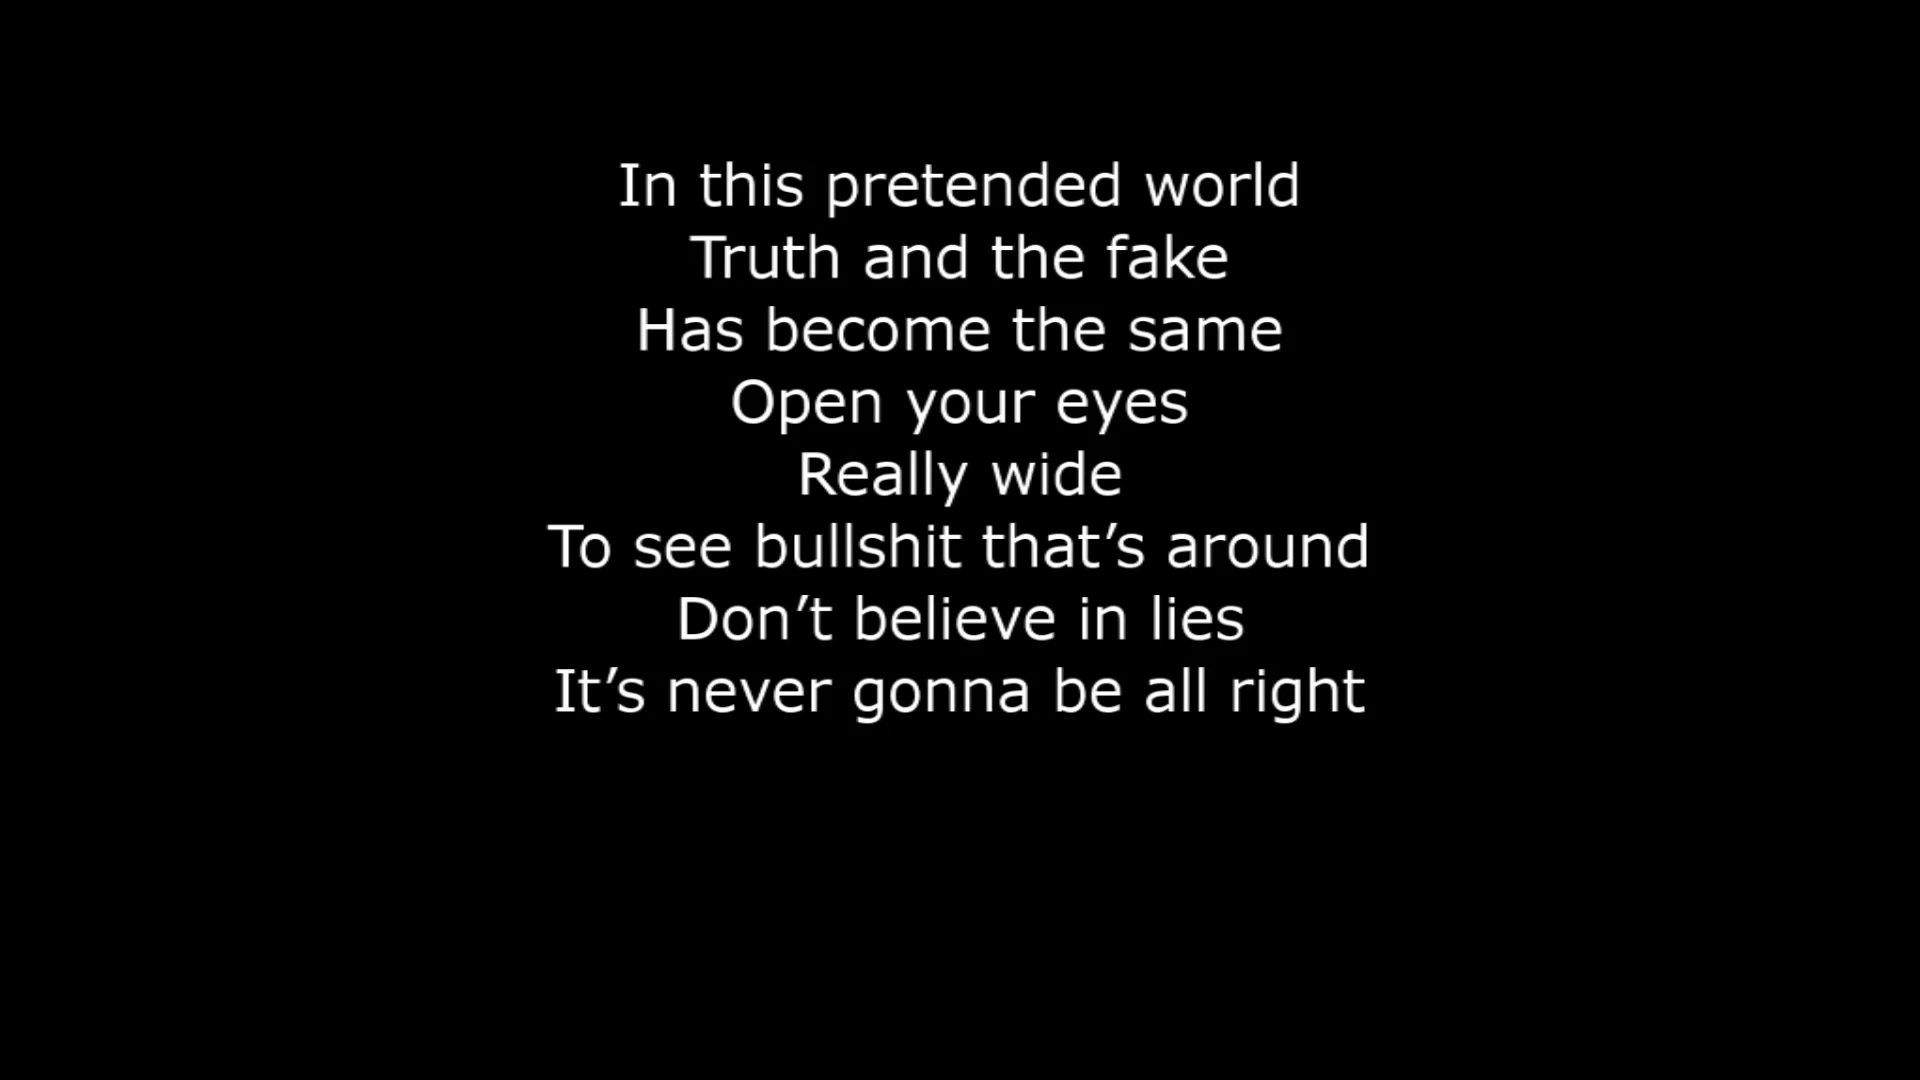 In this pretended world
Truth and the fake
Has become the same
Open your eyes
Really wide
To see bullshit that’s around
Don’t believe in lies
It’s never gonna be all right